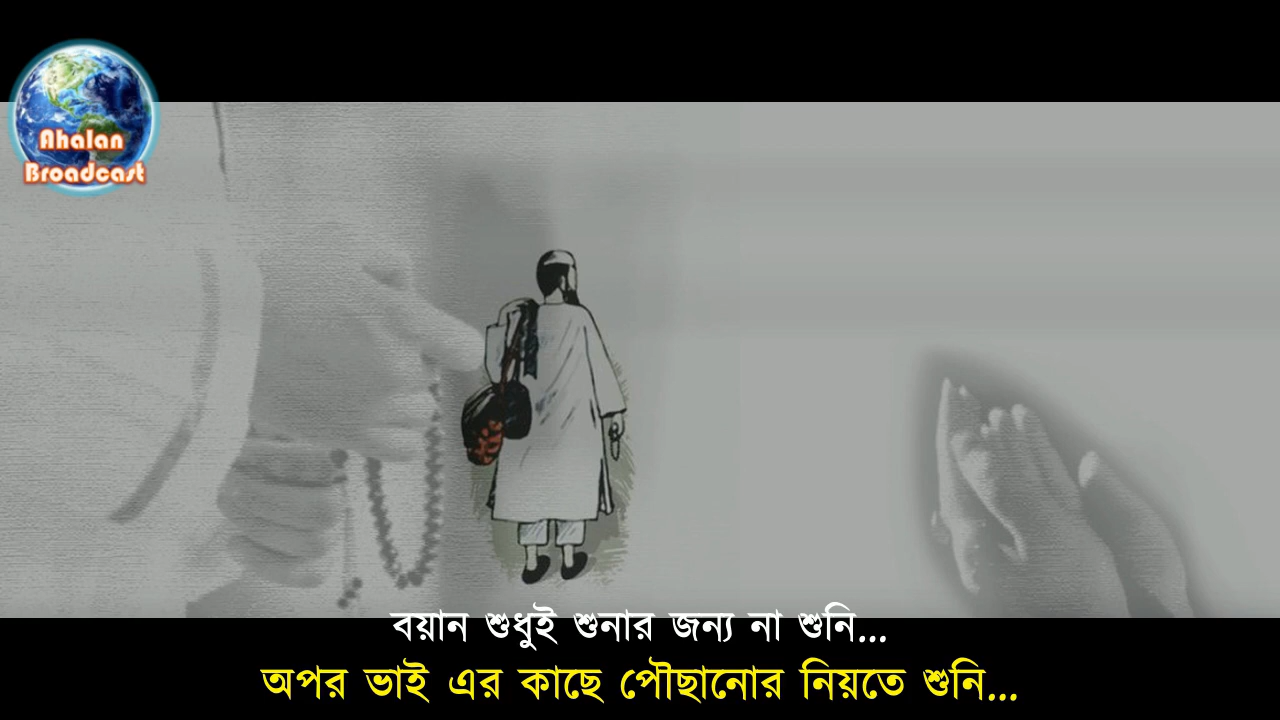 Ahalan
Broadcast
বয়ান শুধুই শুনার জন্য না শুনি...
অপর ভাই এর কাছে পৌছানোর নিয়তে শুনি...